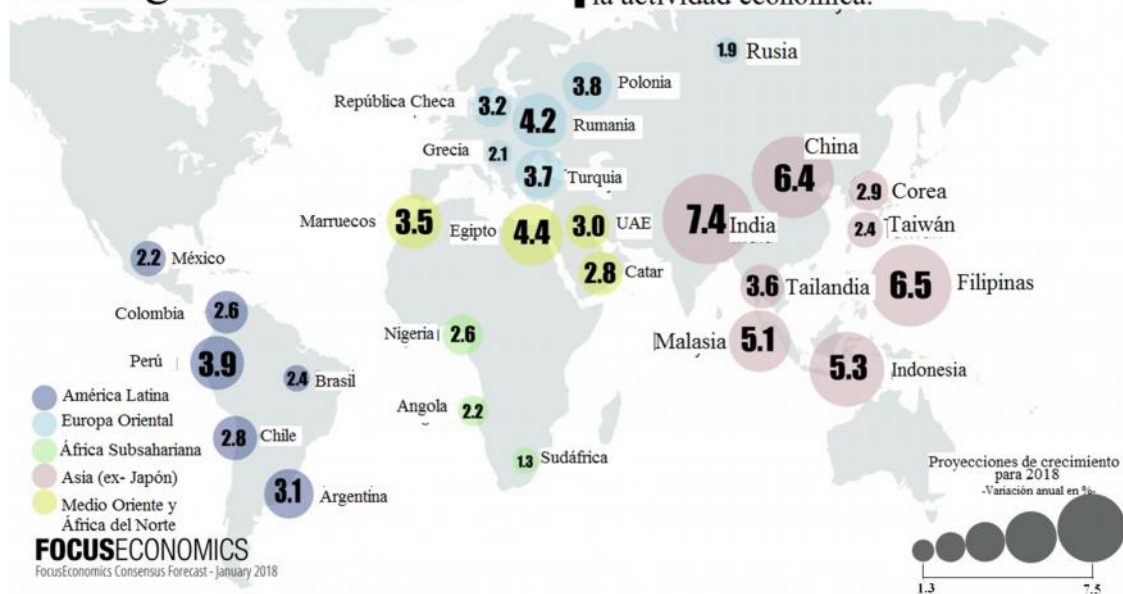 la actividad económica.
1.9 Rusia
3.8 Polonia
República Checa 3.2
4.2 Rumania
Grecia 2.1
3.7 Turquía
China
6.4
2.9 Corea
Marruecos 3.5
Egipto 4.4
3.0 UAE
7.4 India
2.4 Taiwán
2.2 México
2.8 Catar
3.6 Tailandia
6.5 Filipinas
Colombia 2.6
Nigeria 2.6
Malasia 5.1
Perú 3.9
2.4 Brasil
5.3 Indonesia
América Latina
Europa Oriental
África Subsahariana
Asia (ex- Japón)
Medio Oriente y
África del Norte
Angola 2.2
2.8 Chile
1.3 Sudáfrica
3.1 Argentina
Proyecciones de crecimiento
para 2018
-Variación anual en %-
1.3 7.5
FOCUSECONOMICS
FocusEconomics Consensus Forecast - January 2018